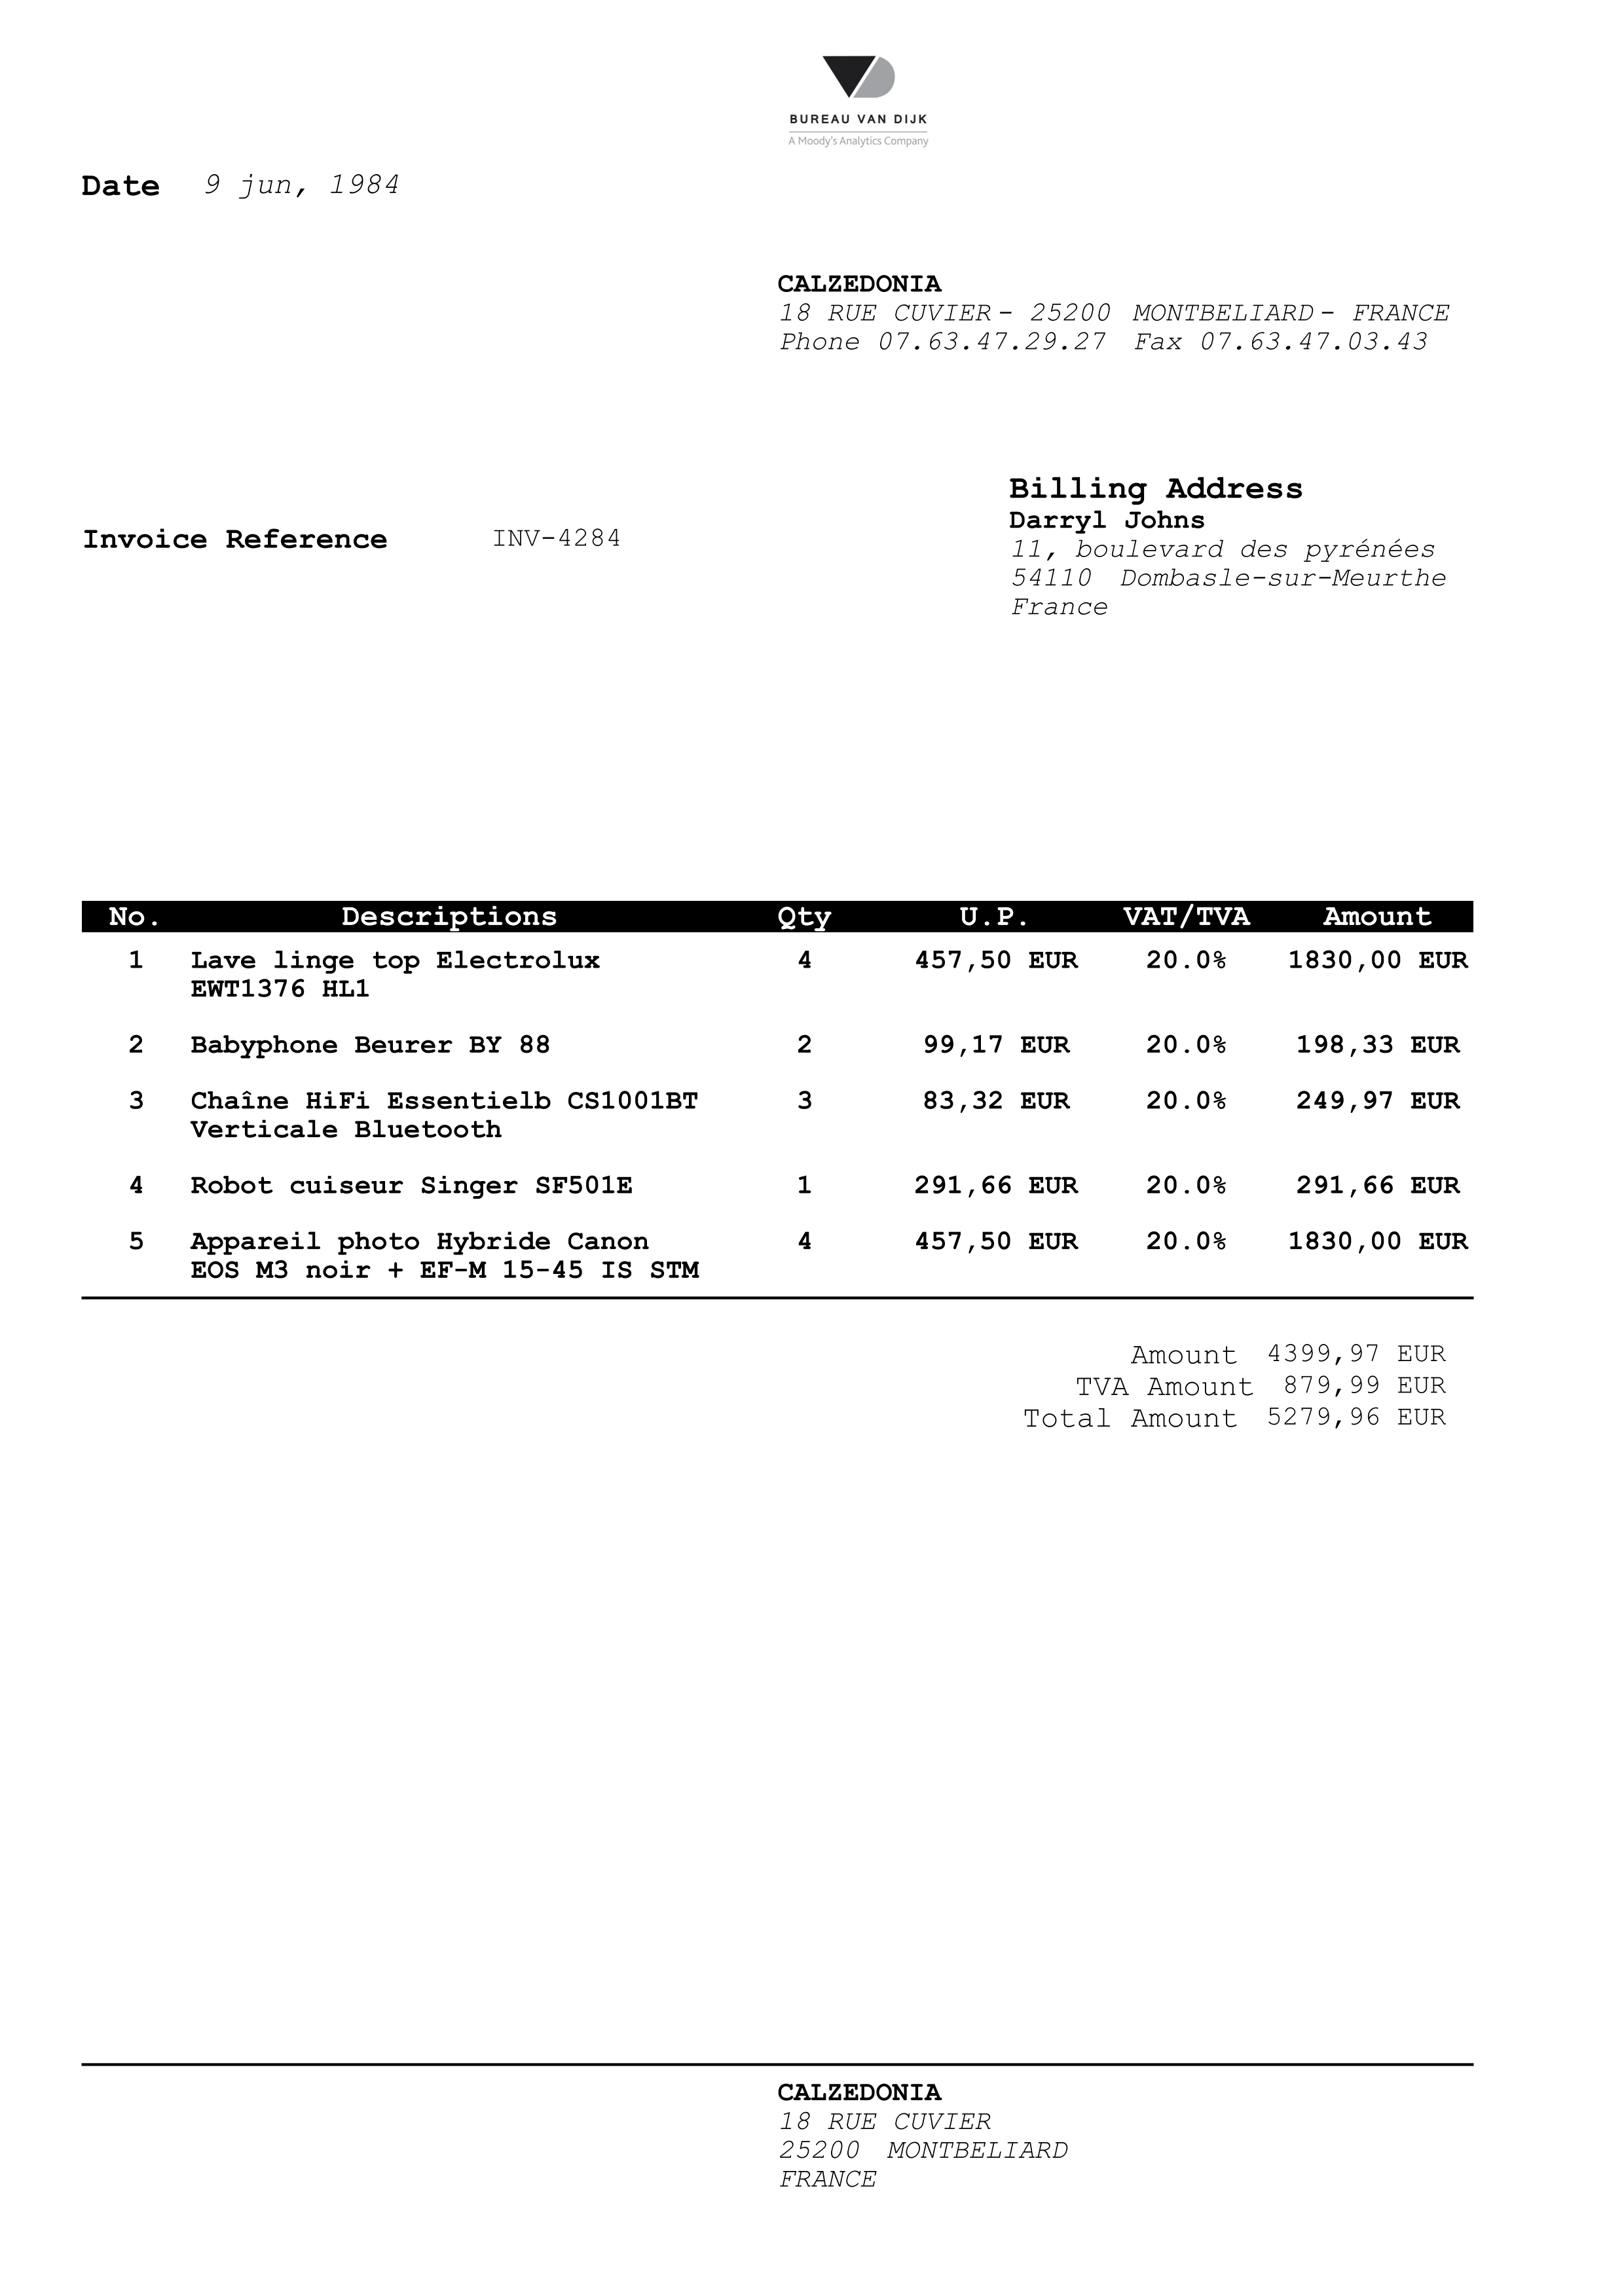 BUREAU VAN DIJK
A Moody's Analytics Company
Date 9 jun, 1984
CALZEDONIA
18 RUE CUVIER - 25200 MONTBELIARD - FRANCE
Phone 07.63.47.29.27 Fax 07.63.47.03.43
Billing Address
Darryl Johns
Invoice Reference INV-4284
11, boulevard des pyrénées
54110 Dombasle-sur-Meurthe
France
No. Descriptions Qty U.P. VAT/TVA Amount
1 Lave linge top Electrolux 4 457,50 EUR 20.0% 1830,00 EUR
EWT1376 HL1
2 Babyphone Beurer BY 88 2 99,17 EUR 20.0% 198,33 EUR
3 Chaîne HiFi Essentielb CS1001BT 3 83,32 EUR 20.0% 249,97 EUR
Verticale Bluetooth
4 Robot cuiseur Singer SF501E 1 291,66 EUR 20.0% 291,66 EUR
5 Appareil photo Hybride Canon 4 457,50 EUR 20.0% 1830,00 EUR
EOS M3 noir + EF-M 15-45 IS STM
Amount 4399,97 EUR
TVA Amount 879,99 EUR
Total Amount 5279,96 EUR
CALZEDONIA
18 RUE CUVIER
25200 MONTBELIARD
FRANCE